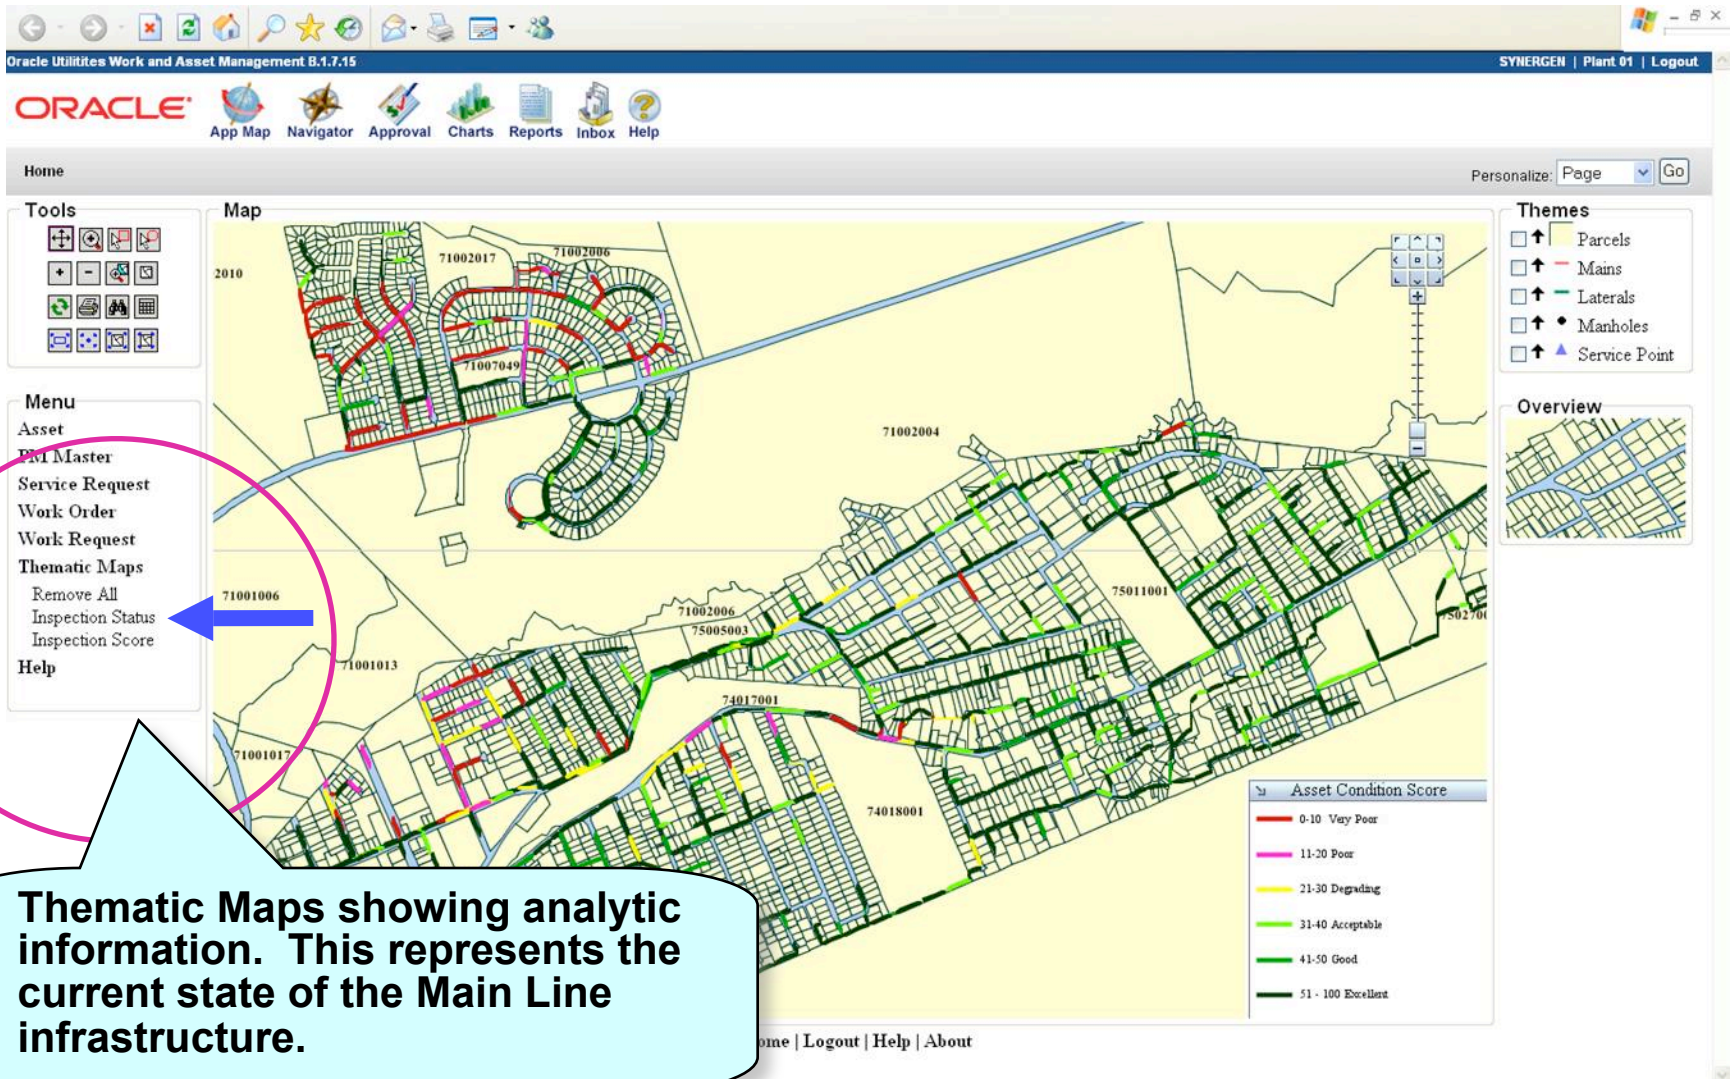 Oracle Utilitites Work and Asset Management B.1.7.15
SYNERGEN | Plant 01 | Logout
ORACLE
App Map
Navigator
Approval
Charts
Reports
Inbox
Help
Home
Personalize: Page
Go
Tools
Map
Themes
Parcels
Mains
Laterals
Manholes
Service Point
Menu
Asset
PM Master
Service Request
Work Order
Work Request
Thematic Maps
Remove All
Inspection Status
Inspection Score
Help
Overview
2010
71002017
71002006
71007049
71002004
71001006
71002006
75005003
75011001
71001013
74017001
71001017
74018001
Asset Condition Score
0-10 Very Poor
11-20 Poor
21-30 Degrading
31-40 Acceptable
41-50 Good
51 - 100 Excellent
Thematic Maps showing analytic
information. This represents the
current state of the Main Line
infrastructure.
ome | Logout | Help | About